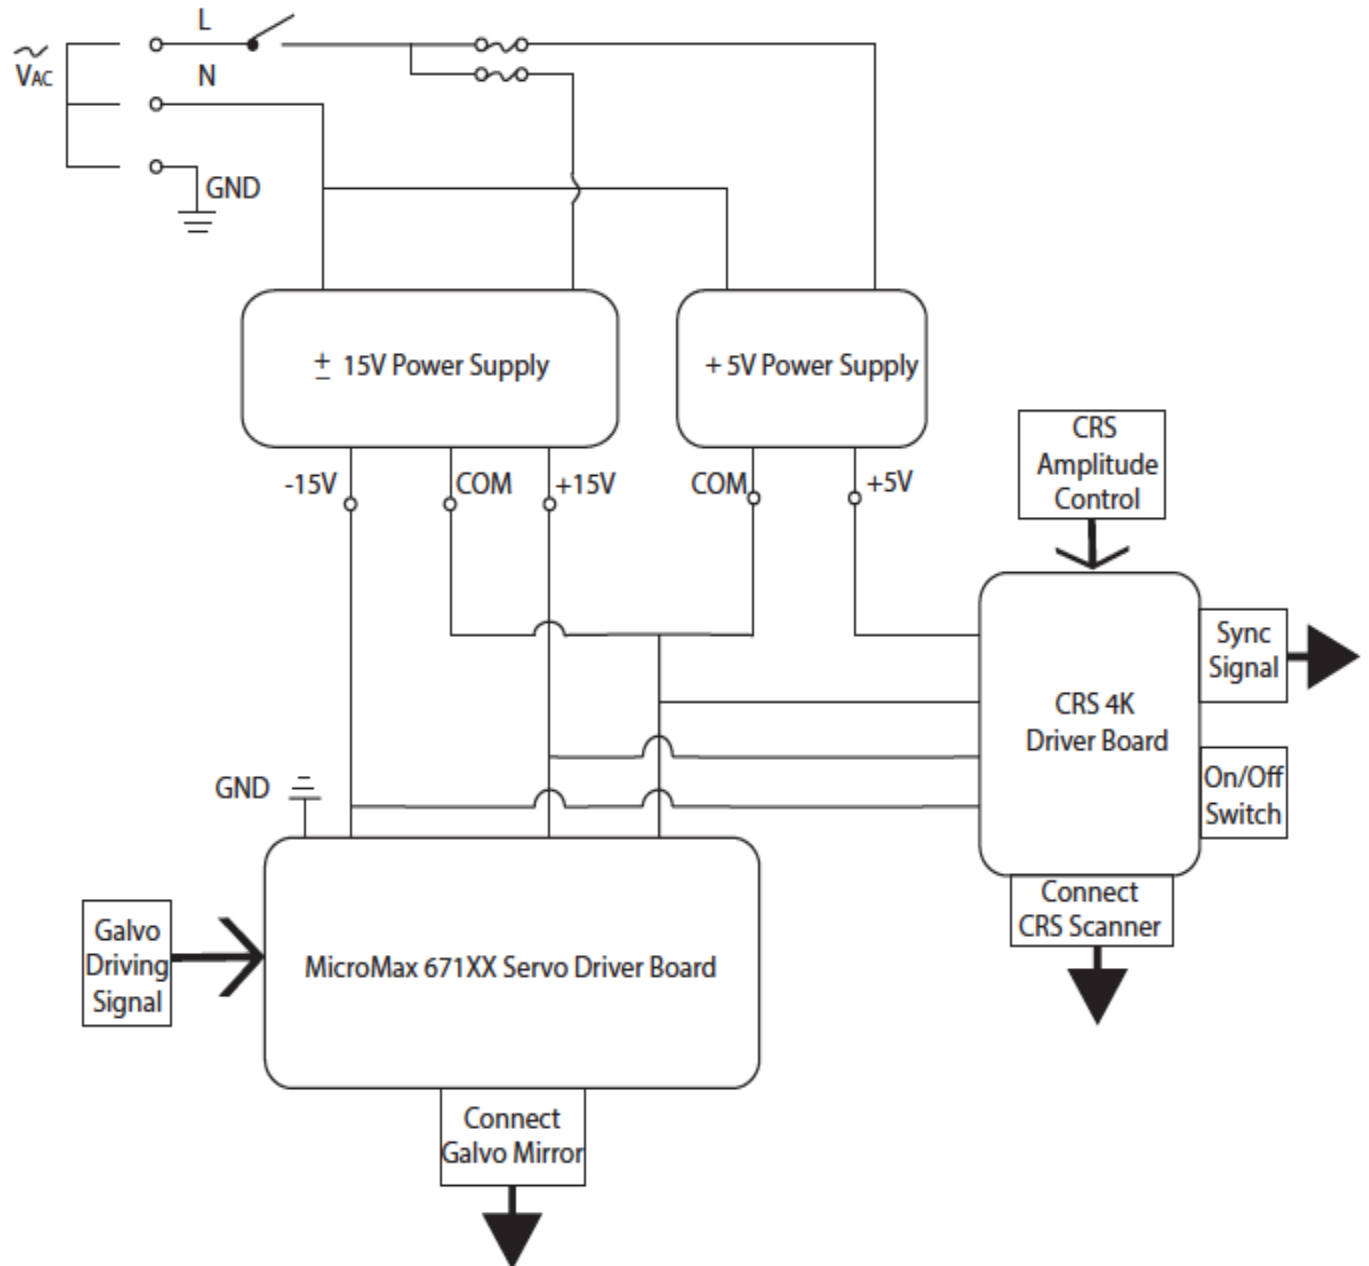 L
VAC
N
GND
± 15V Power Supply
+ 5V Power Supply
-15V
COM
+15V
COM
+5V
CRS
Amplitude
Control
Sync
Signal
CRS 4K
Driver Board
On/Off
Switch
GND
Connect
CRS Scanner
Galvo
Driving
Signal
MicroMax 671XX Servo Driver Board
Connect
Galvo Mirror